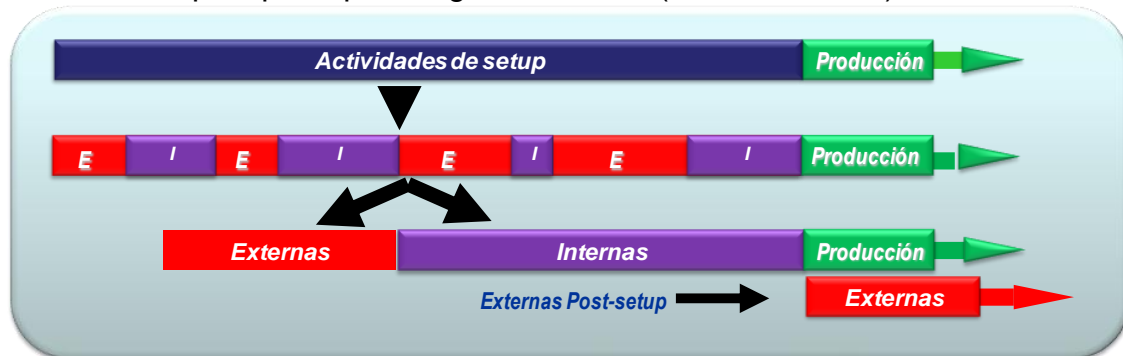 Actividades de setup Producción
E I E I E I E I Producción
Externas Internas Producción
Externas Post-setup Externas